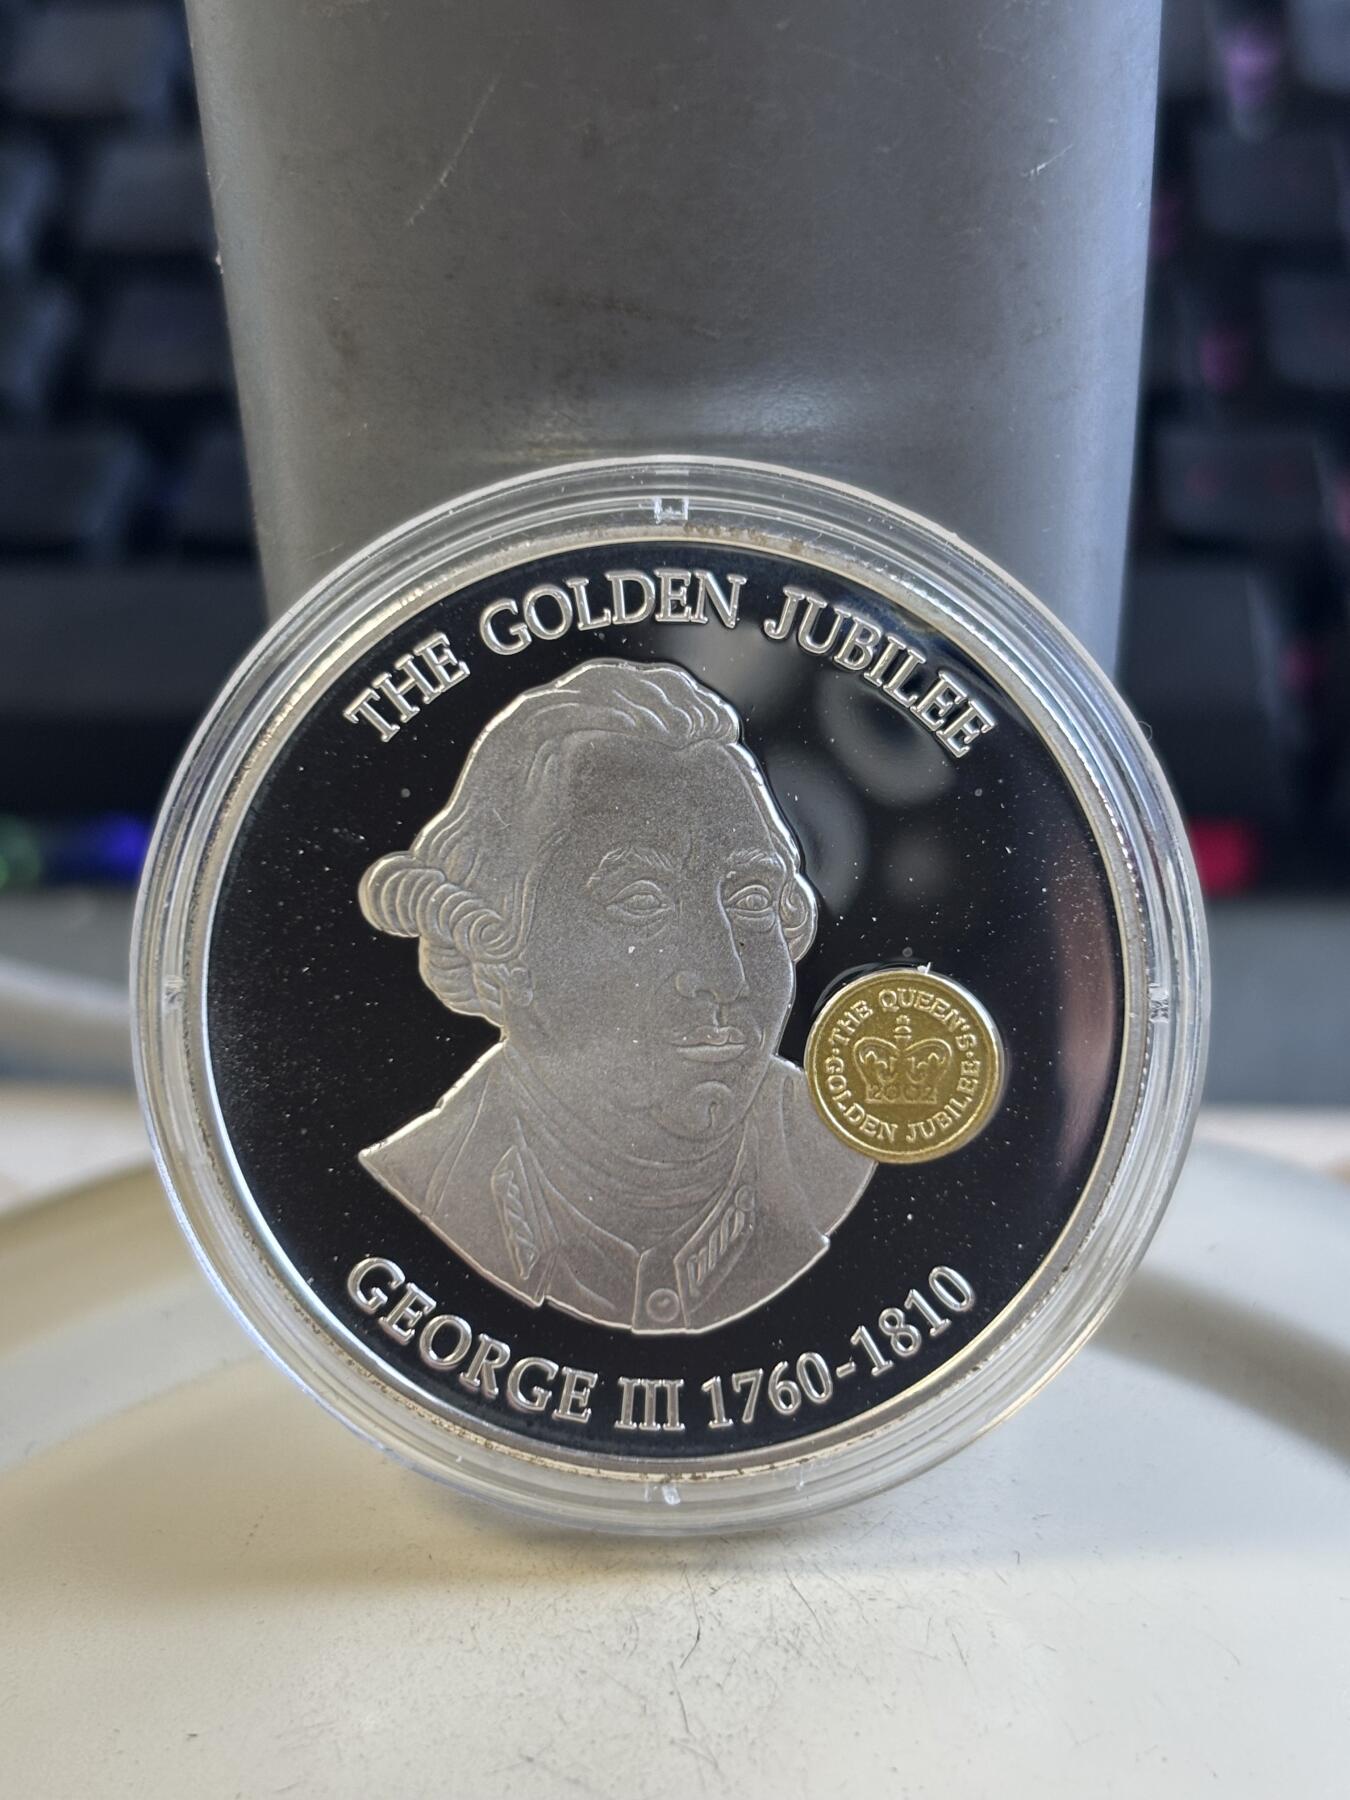 THE GOLDEN JUBILEE
·THE QUEEN'S·
2002
GOLDEN JUBILEE
GEORGE III 1760-1810